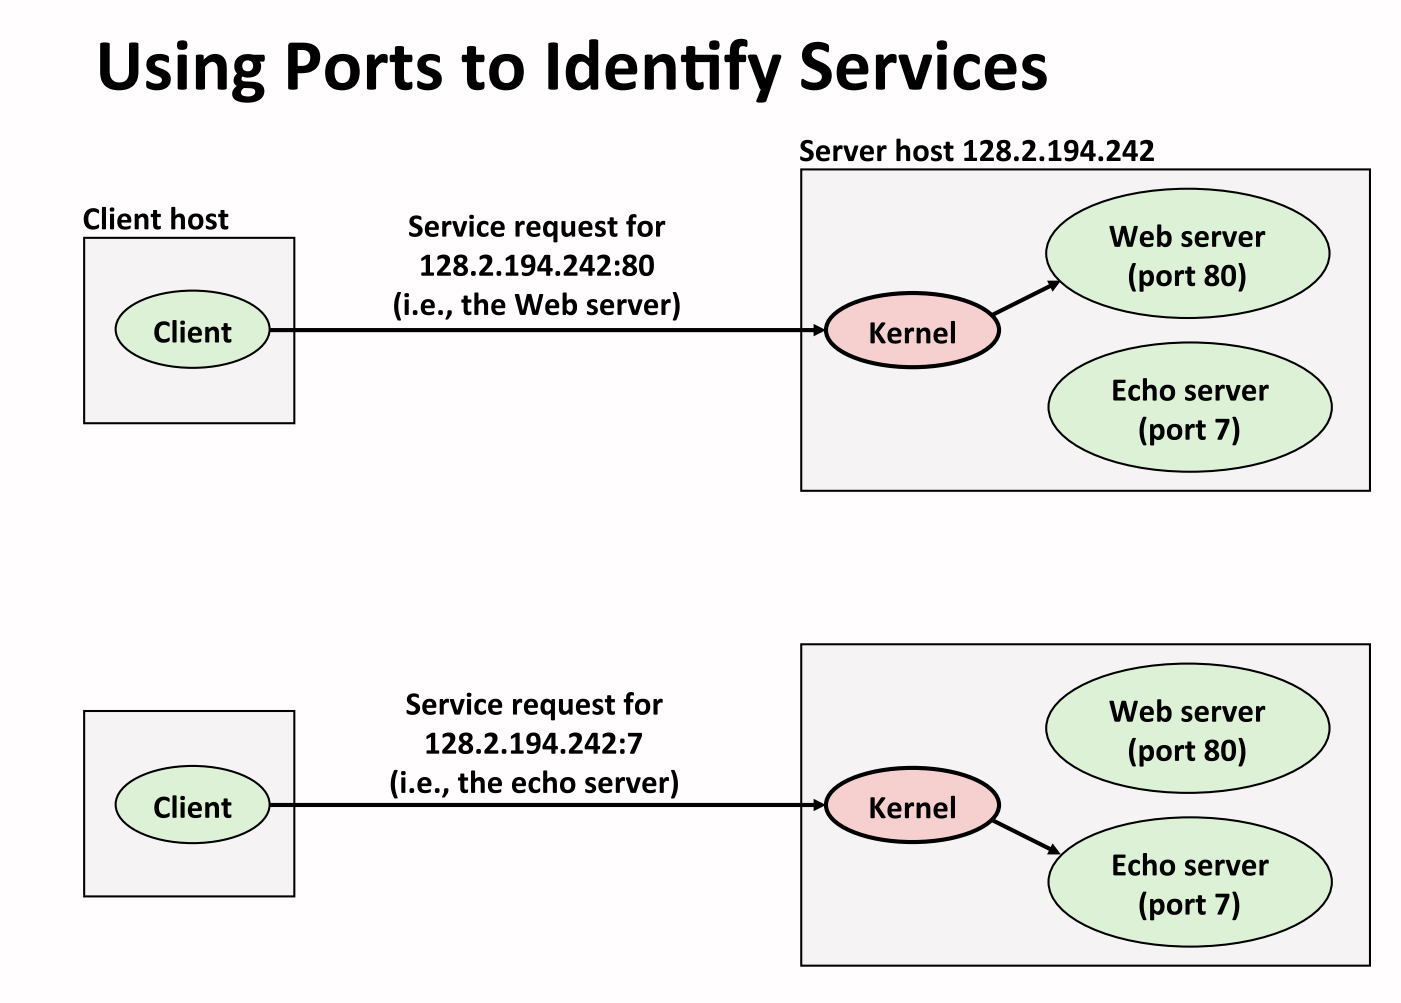 Using Ports to Identify Services
Server host 128.2.194.242
Client host
Service request for
128.2.194.242:80
(i.e., the Web server)
Client
Kernel
Web server
(port 80)
Echo server
(port 7)
Service request for
128.2.194.242:7
(i.e., the echo server)
Client
Kernel
Web server
(port 80)
Echo server
(port 7)